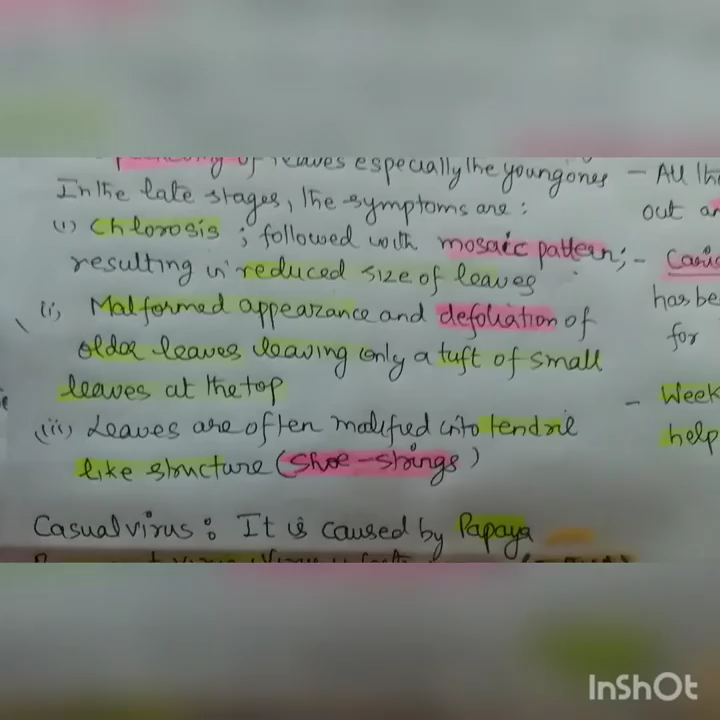 of leaves especially the young ones
In the late stages, the symptoms are:
(i) Chlorosis ; followed with mosaic pattern;
resulting in reduced size of leaves
(ii) Malformed appearance and defoliation of
older leaves leaving only a tuft of small
leaves at the top
(iii) Leaves are often modified into tendril
like structure (shoe-strings)
Casual virus : It is caused by Papaya
- All the
out
-
has be
for
- Week
help
InShOt